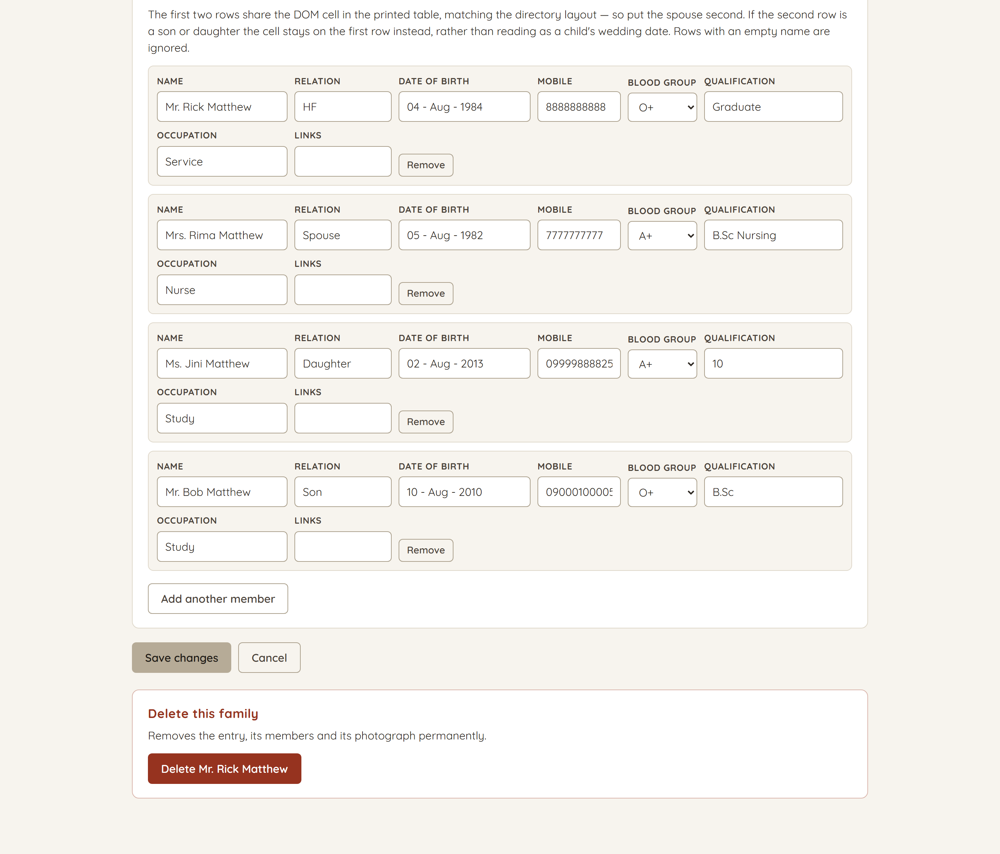 The first two rows share the DOM cell in the printed table, matching the directory layout — so put the spouse second. If the second row is
a son or daughter the cell stays on the first row instead, rather than reading as a child's wedding date. Rows with an empty name are
ignored.
NAME RELATION DATE OF BIRTH MOBILE BLOOD GROUP QUALIFICATION
Mr. Rick Matthew HF 04 - Aug - 1984 8888888888 O+ Graduate
OCCUPATION LINKS
Service Remove
NAME RELATION DATE OF BIRTH MOBILE BLOOD GROUP QUALIFICATION
Mrs. Rima Matthew Spouse 05 - Aug - 1982 7777777777 A+ B.Sc Nursing
OCCUPATION LINKS
Nurse Remove
NAME RELATION DATE OF BIRTH MOBILE BLOOD GROUP QUALIFICATION
Ms. Jini Matthew Daughter 02 - Aug - 2013 09999888825 A+ 10
OCCUPATION LINKS
Study Remove
NAME RELATION DATE OF BIRTH MOBILE BLOOD GROUP QUALIFICATION
Mr. Bob Matthew Son 10 - Aug - 2010 09000100005 O+ B.Sc
OCCUPATION LINKS
Study Remove
Add another member
Save changes Cancel
Delete this family
Removes the entry, its members and its photograph permanently.
Delete Mr. Rick Matthew